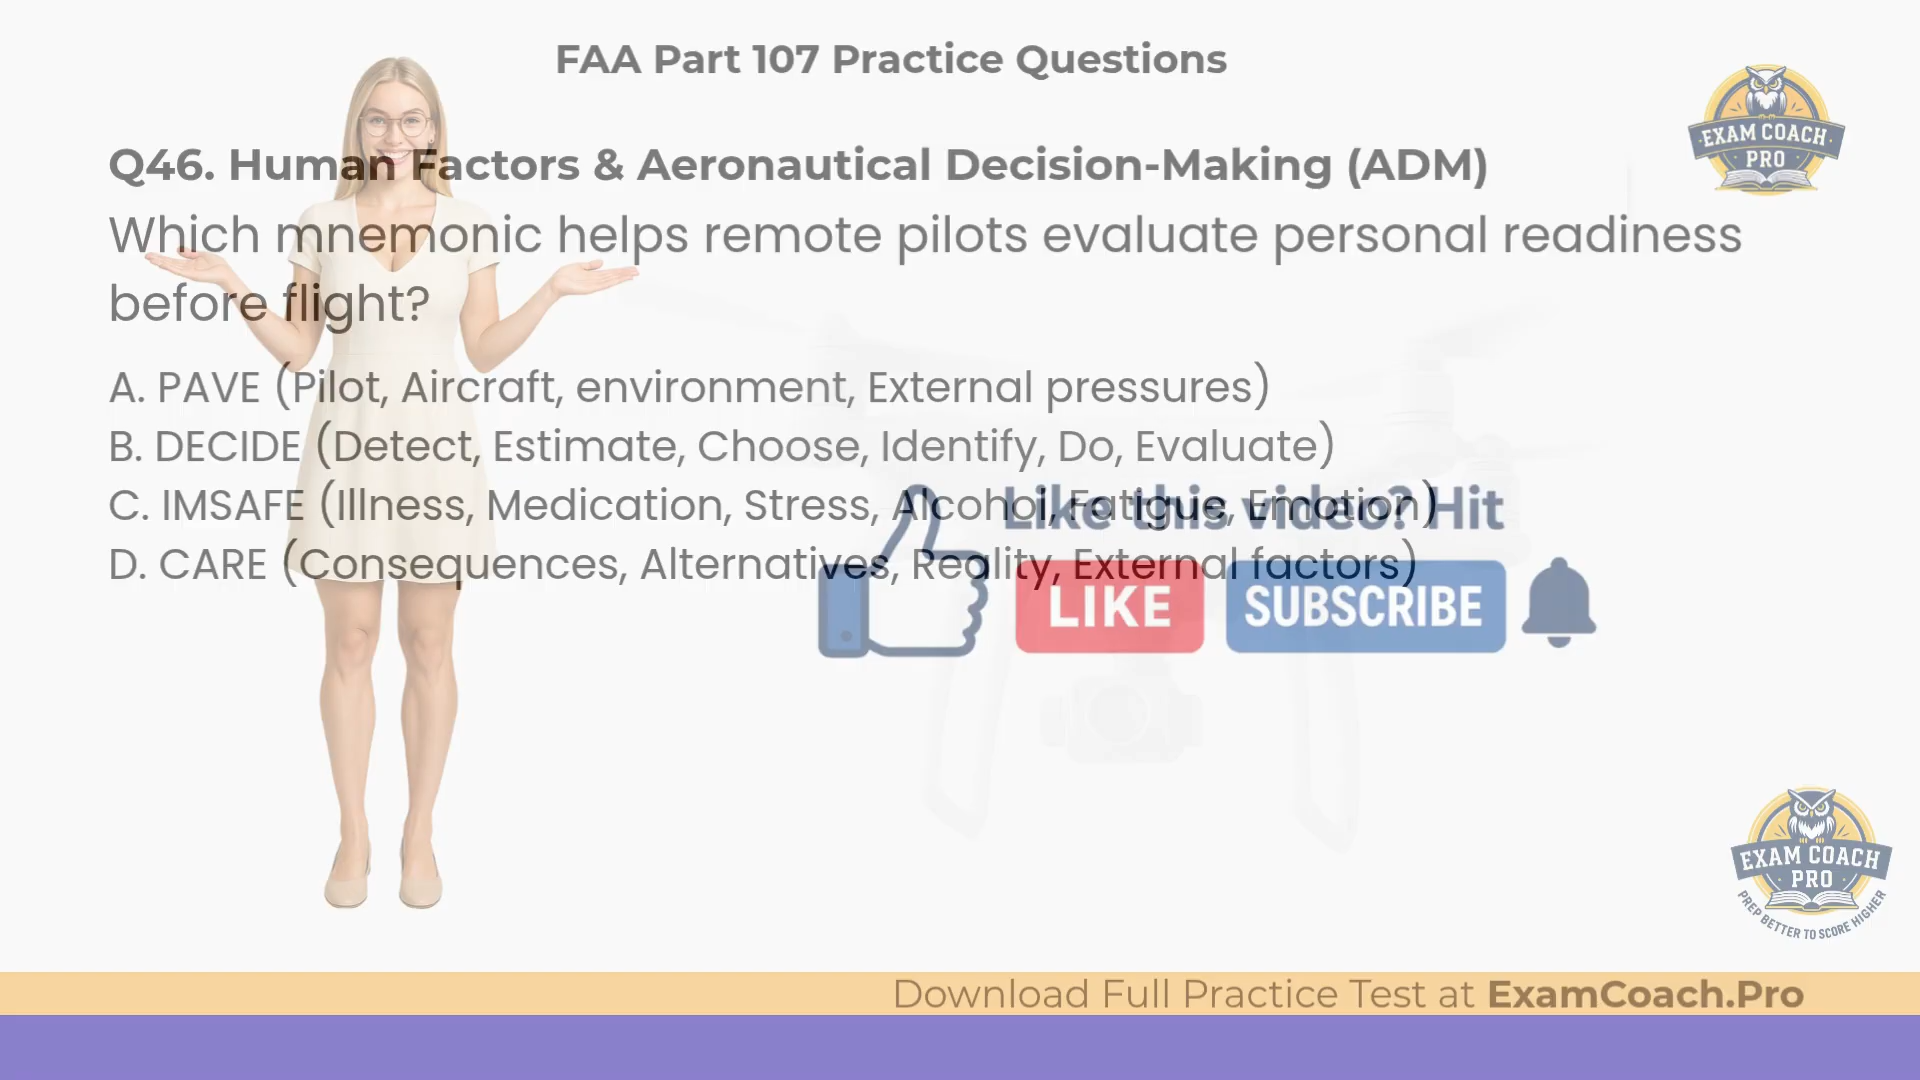 FAA Part 107 Practice Questions
EXAM COACH
PRO
Q46. Human Factors & Aeronautical Decision-Making (ADM)
Which mnemonic helps remote pilots evaluate personal readiness
before flight?
A. PAVE (Pilot, Aircraft, environment, External pressures)
B. DECIDE (Detect, Estimate, Choose, Identify, Do, Evaluate)
C. IMSAFE (Illness, Medication, Stress, Alcohol, Fatigue, Emotion)
Like this video? Hit
D. CARE (Consequences, Alternatives, Reality, External factors)
LIKE
SUBSCRIBE
EXAM COACH
PRO
PREP BETTER TO SCORE HIGHER
Download Full Practice Test at ExamCoach.Pro